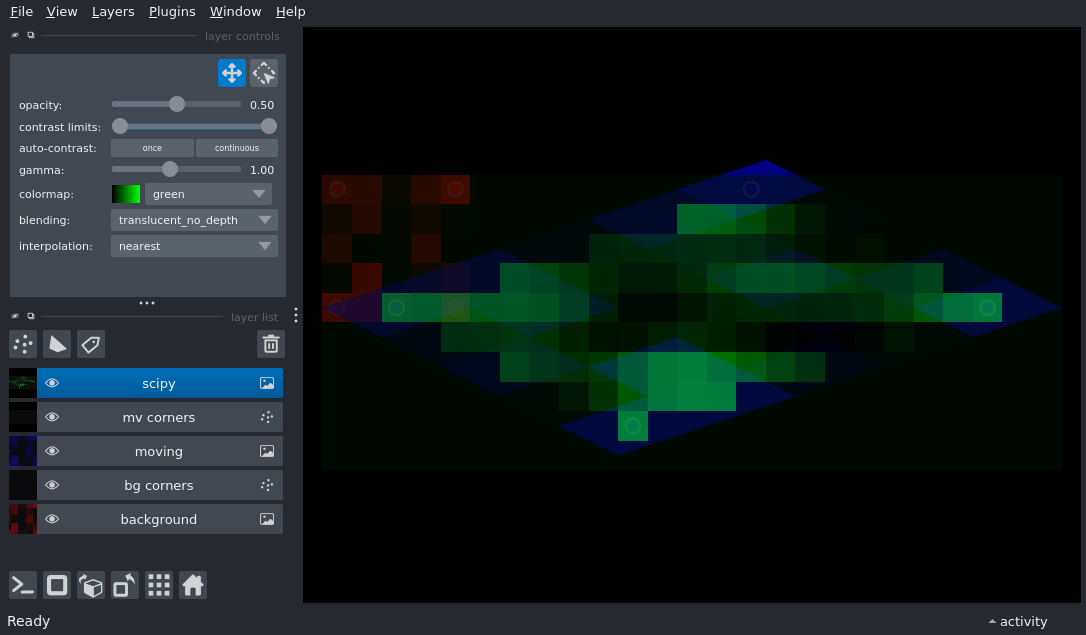 File View Layers Plugins Window Help
layer controls
opacity: 0.50
contrast limits:
auto-contrast: once continuous
gamma: 1.00
colormap: green
blending: translucent_no_depth
interpolation: nearest
layer list
scipy
mv corners
moving
bg corners
background
Ready
activity